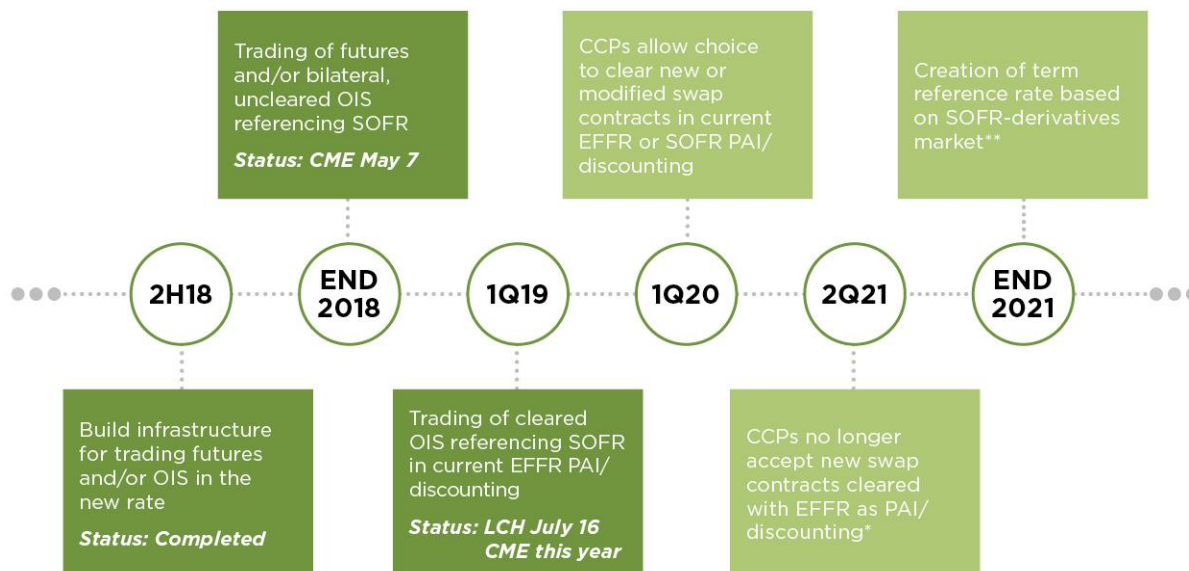 Trading of futures
and/or bilateral,
uncleared OIS
referencing SOFR
Status: CME May 7
CCPs allow choice
to clear new or
modified swap
contracts in current
EFFR or SOFR PAI/
discounting
Creation of term
reference rate based
on SOFR-derivatives
market**
2H18
END
2018
1Q19
1Q20
2Q21
END
2021
Build infrastructure
for trading futures
and/or OIS in the
new rate
Status: Completed
Trading of cleared
OIS referencing SOFR
in current EFFR PAI/
discounting
Status: LCH July 16
CME this year
CCPs no longer
accept new swap
contracts cleared
with EFFR as PAI/
discounting*